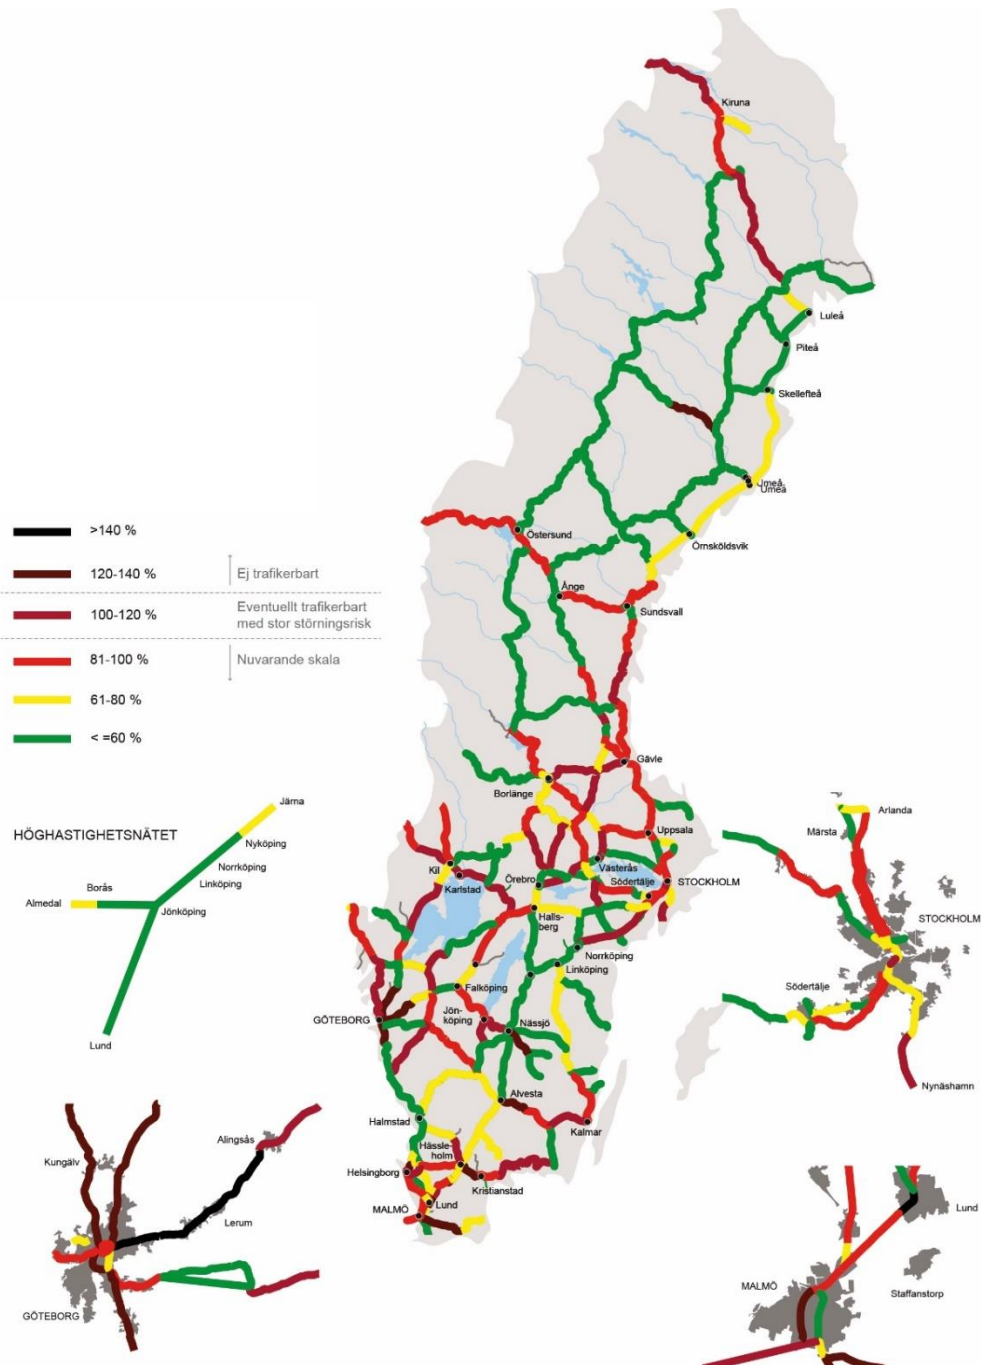 Kiruna
Luleå
Piteå
Skellefteå
Umeå
Umeå
Örnsköldsvik
Östersund
Ånge
Sundsvall
>140 %
120-140 %
Ej trafikerbart
100-120 %
Eventuellt trafikerbart
med stor störningsrisk
81-100 %
Nuvarande skala
61-80 %
< =60 %
Gävle
Borlänge
Uppsala
Kil
Karlstad
Örebro
Västerås
Södertälje
STOCKHOLM
Halls-
berg
Norrköping
Linköping
Falköping
GÖTEBORG
Jön-
köping
Nässjö
Alvesta
Halmstad
Kalmar
Hässle-
holm
Helsingborg
Kristianstad
Lund
MALMÖ
HÖGHASTIGHETSNÄTET
Järna
Nyköping
Norrköping
Linköping
Borås
Almedal
Jönköping
Lund
Arlanda
Märsta
STOCKHOLM
Södertälje
Nynäshamn
Alingsås
Kungälv
Lerum
GÖTEBORG
Lund
MALMÖ
Staffanstorp